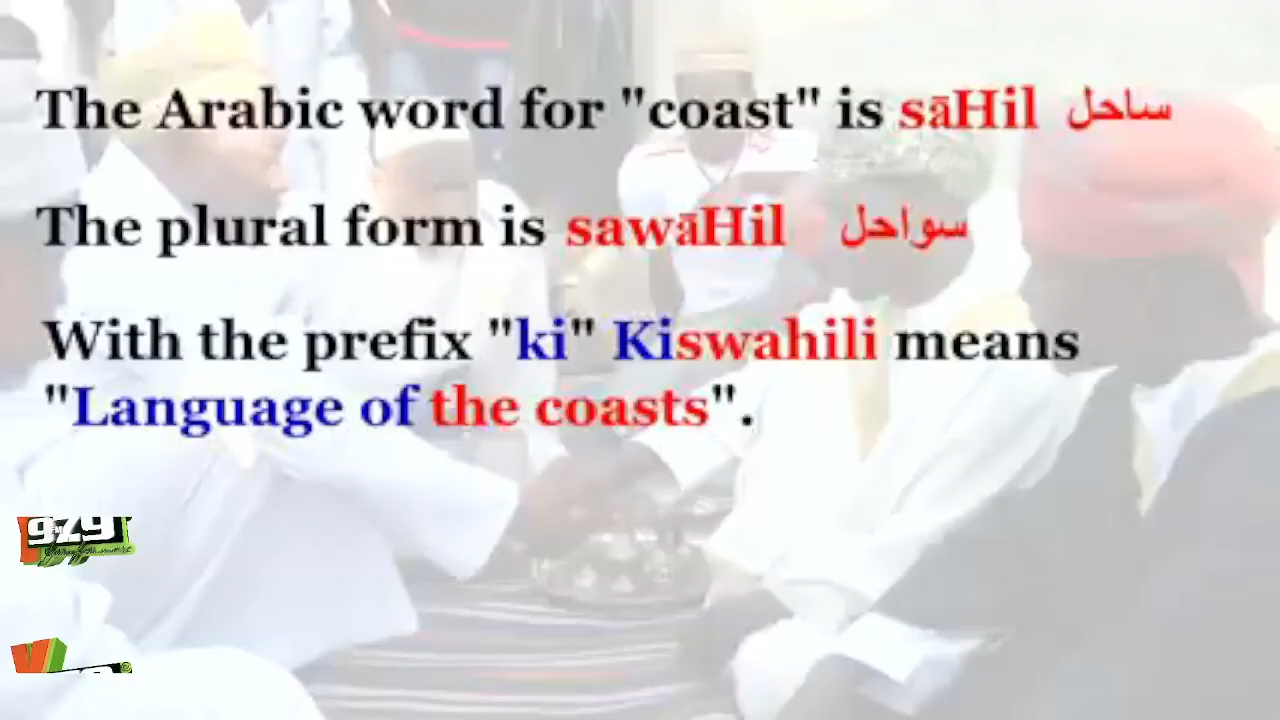 The Arabic word for "coast" is sāHil ساحل
The plural form is sawāHil سواحل
With the prefix "ki" Kiswahili means
"Language of the coasts".
979